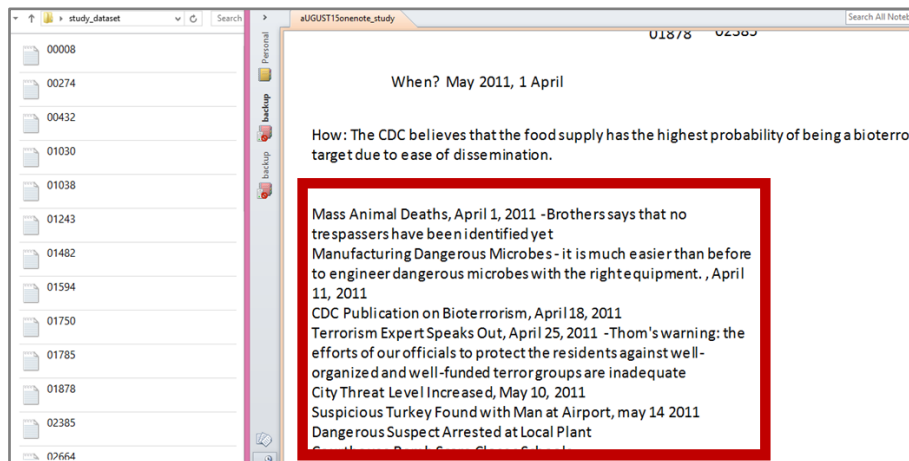 study_dataset
Search
00008
00274
00432
01030
01038
01243
01482
01594
01750
01785
01878
02385
02664
Personal
backup
backup
aUGUST15onenote_study
Search All Noteb
01878 02385
When? May 2011, 1 April
How: The CDC believes that the food supply has the highest probability of being a bioterro
target due to ease of dissemination.
Mass Animal Deaths, April 1, 2011 -Brothers says that no
trespassers have been identified yet
Manufacturing Dangerous Microbes - it is much easier than before
to engineer dangerous microbes with the right equipment. , April
11, 2011
CDC Publication on Bioterrorism, April 18, 2011
Terrorism Expert Speaks Out, April 25, 2011 -Thom's warning: the
efforts of our officials to protect the residents against well-
organized and well-funded terror groups are inadequate
City Threat Level Increased, May 10, 2011
Suspicious Turkey Found with Man at Airport, may 14 2011
Dangerous Suspect Arrested at Local Plant